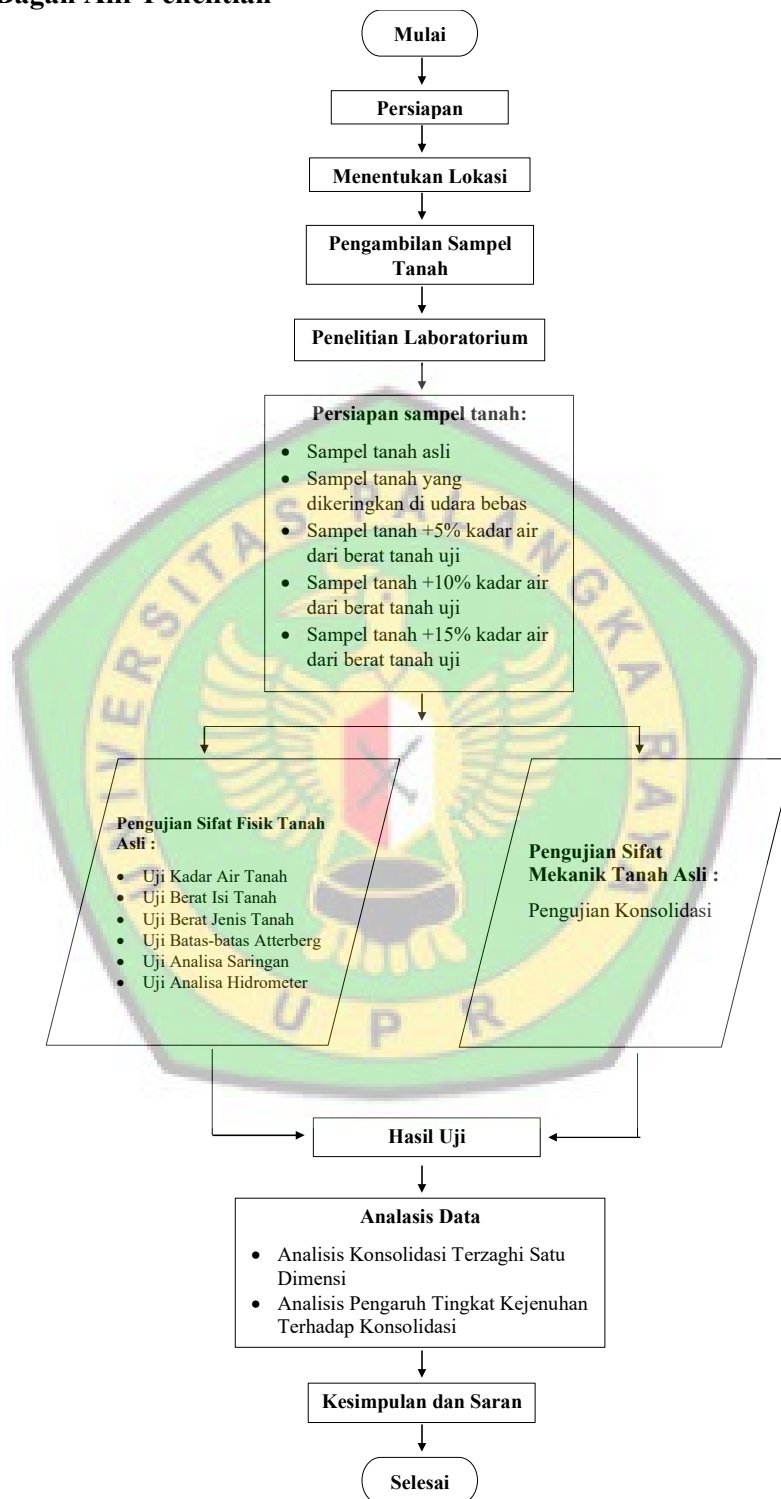 Bagan Alir Penelitian
Mulai
Persiapan
Menentukan Lokasi
Pengambilan Sampel
Tanah
Penelitian Laboratorium
Persiapan sampel tanah:
• Sampel tanah asli
• Sampel tanah yang
dikeringkan di udara bebas
• Sampel tanah +5% kadar air
dari berat tanah uji
• Sampel tanah +10% kadar air
dari berat tanah uji
• Sampel tanah +15% kadar air
dari berat tanah uji
UNIVERSITAS PALANGKA RAYA
Pengujian Sifat Fisik Tanah
Asli :
• Uji Kadar Air Tanah
• Uji Berat Isi Tanah
• Uji Berat Jenis Tanah
• Uji Batas-batas Atterberg
• Uji Analisa Saringan
• Uji Analisa Hidrometer
Pengujian Sifat
Mekanik Tanah Asli :
Pengujian Konsolidasi
UPR
Hasil Uji
Analasis Data
• Analisis Konsolidasi Terzaghi Satu
Dimensi
• Analisis Pengaruh Tingkat Kejenuhan
Terhadap Konsolidasi
Kesimpulan dan Saran
Selesai